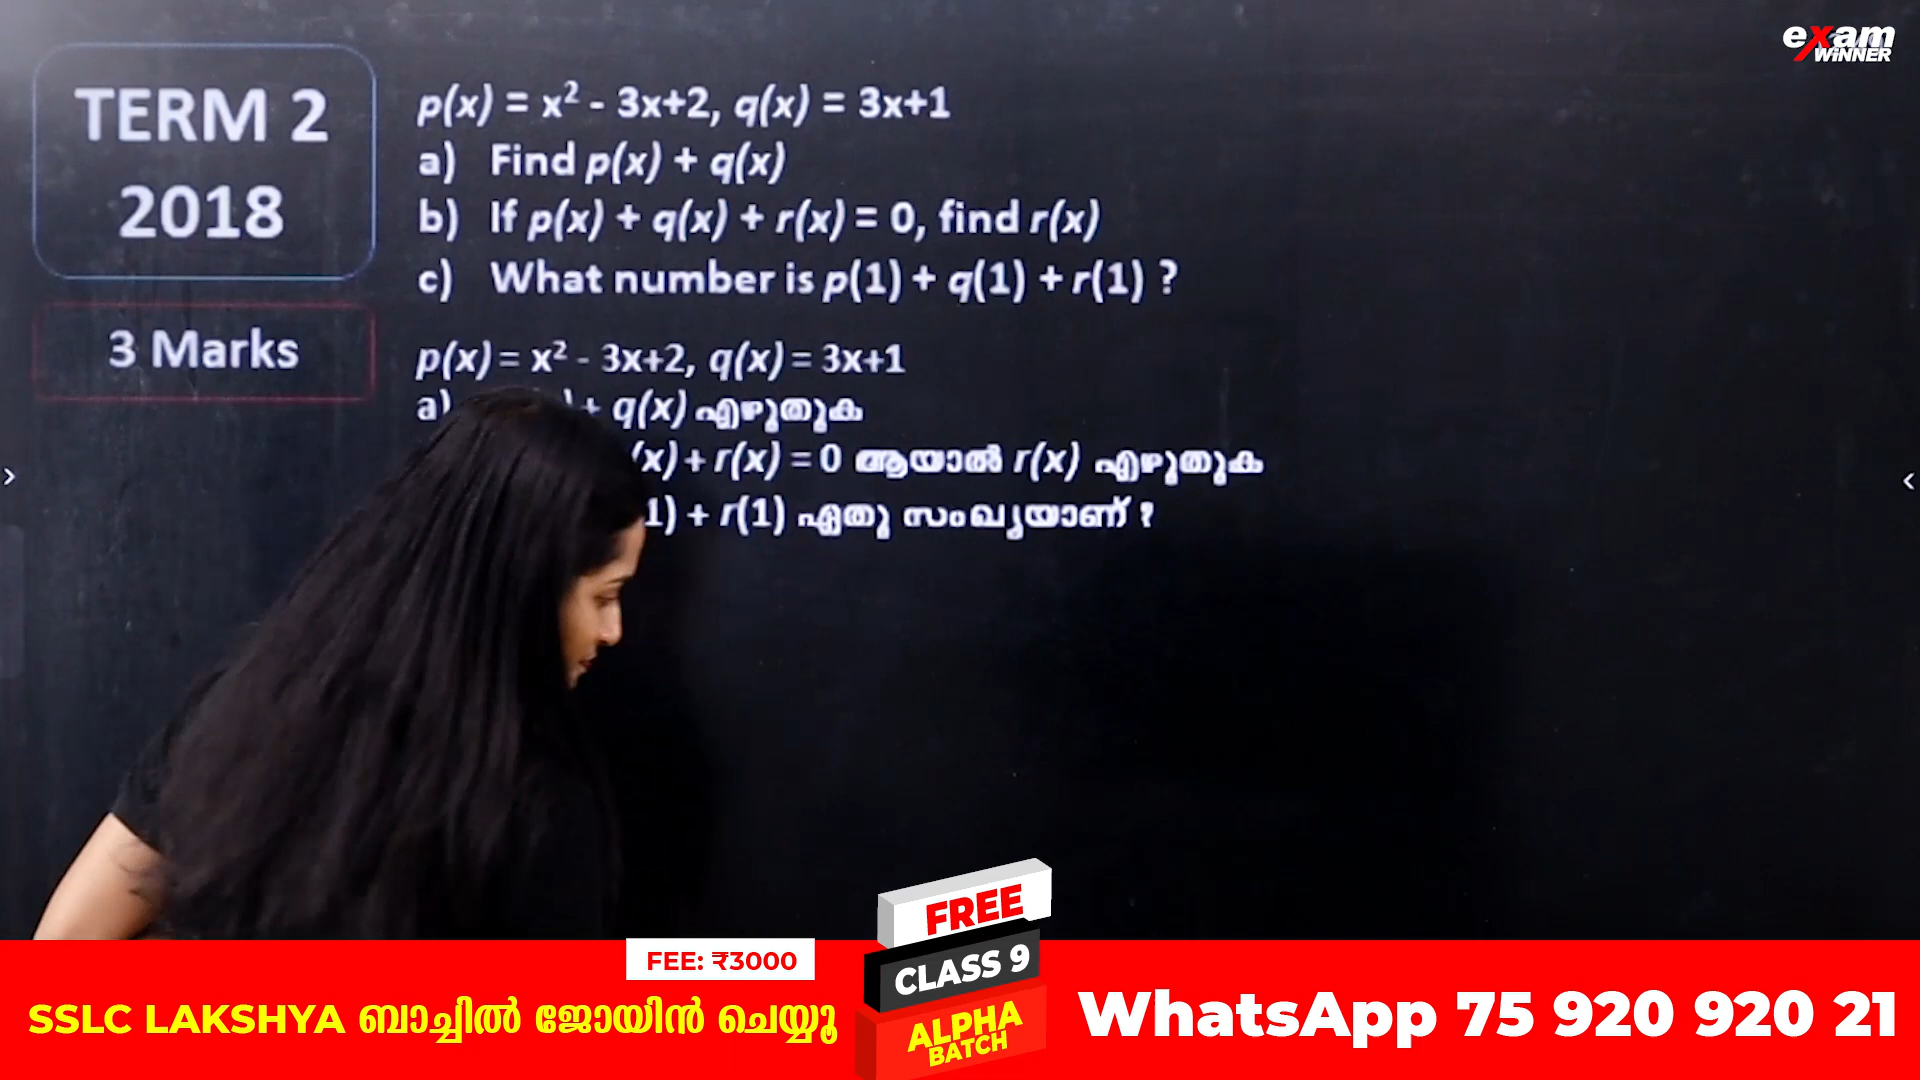 exam
WINNER
TERM 2
2018
3 Marks
p(x) = x² - 3x+2, q(x) = 3x+1
a) Find p(x) + q(x)
b) If p(x) + q(x) + r(x) = 0, find r(x)
c) What number is p(1) + q(1) + r(1) ?
p(x) = x² - 3x+2, q(x) = 3x+1
a) + q(x) എഴുതുക
(x) + r(x) = 0 ആയാൽ r(x) എഴുതുക
1) + r(1) ഏതു സംഖ്യയാണ് ?
FEE: ₹3000
SSLC LAKSHYA ബാച്ചിൽ ജോയിൻ ചെയ്യൂ
FREE
CLASS 9
ALPHA
BATCH
WhatsApp 75 920 920 21